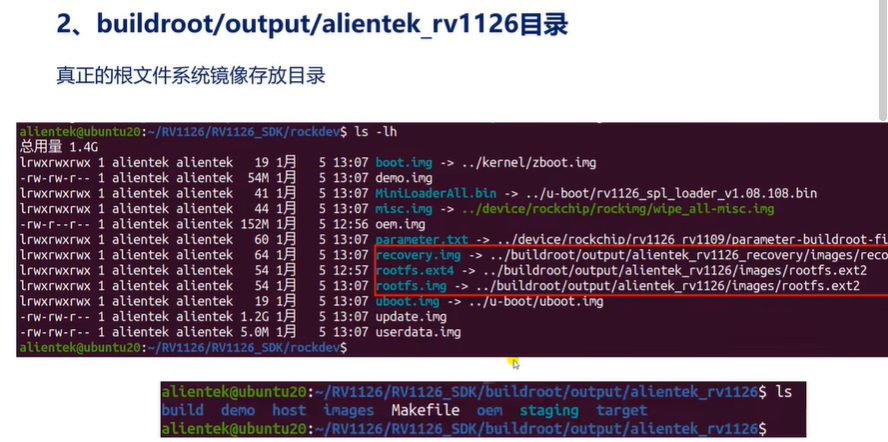 2、buildroot/output/alientek_rv1126目录
真正的根文件系统镜像存放目录
alientek@ubuntu20:~/RV1126/RV1126_SDK/rockdev$ ls -lh
总用量 1.4G
lrwxrwxrwx 1 alientek alientek 19 1月 5 13:07 boot.img -> ../kernel/zboot.img
-rw-rw-r-- 1 alientek alientek 54M 1月 5 13:07 demo.img
lrwxrwxrwx 1 alientek alientek 41 1月 5 13:07 MiniLoaderAll.bin -> ../u-boot/rv1126_spl_loader_v1.08.108.bin
lrwxrwxrwx 1 alientek alientek 44 1月 5 13:07 misc.img -> ../device/rockchip/rockimg/wipe_all-misc.img
-rw-r--r-- 1 alientek alientek 152M 1月 5 12:56 oem.img
lrwxrwxrwx 1 alientek alientek 60 1月 5 13:07 parameter.txt -> ../device/rockchip/rv1126_rv1109/parameter-buildroot-fi
lrwxrwxrwx 1 alientek alientek 64 1月 5 13:07 recovery.img -> ../buildroot/output/alientek_rv1126_recovery/images/reco
lrwxrwxrwx 1 alientek alientek 54 1月 5 12:57 rootfs.ext4 -> ../buildroot/output/alientek_rv1126/images/rootfs.ext2
lrwxrwxrwx 1 alientek alientek 54 1月 5 13:07 rootfs.img -> ../buildroot/output/alientek_rv1126/images/rootfs.ext2
lrwxrwxrwx 1 alientek alientek 19 1月 5 13:07 uboot.img -> ../u-boot/uboot.img
-rw-rw-r-- 1 alientek alientek 1.2G 1月 5 13:07 update.img
-rw-rw-r-- 1 alientek alientek 5.0M 1月 5 13:07 userdata.img
alientek@ubuntu20:~/RV1126/RV1126_SDK/rockdev$
alientek@ubuntu20:~/RV1126/RV1126_SDK/buildroot/output/alientek_rv1126$ ls
build demo host images Makefile oem staging target
alientek@ubuntu20:~/RV1126/RV1126_SDK/buildroot/output/alientek_rv1126$